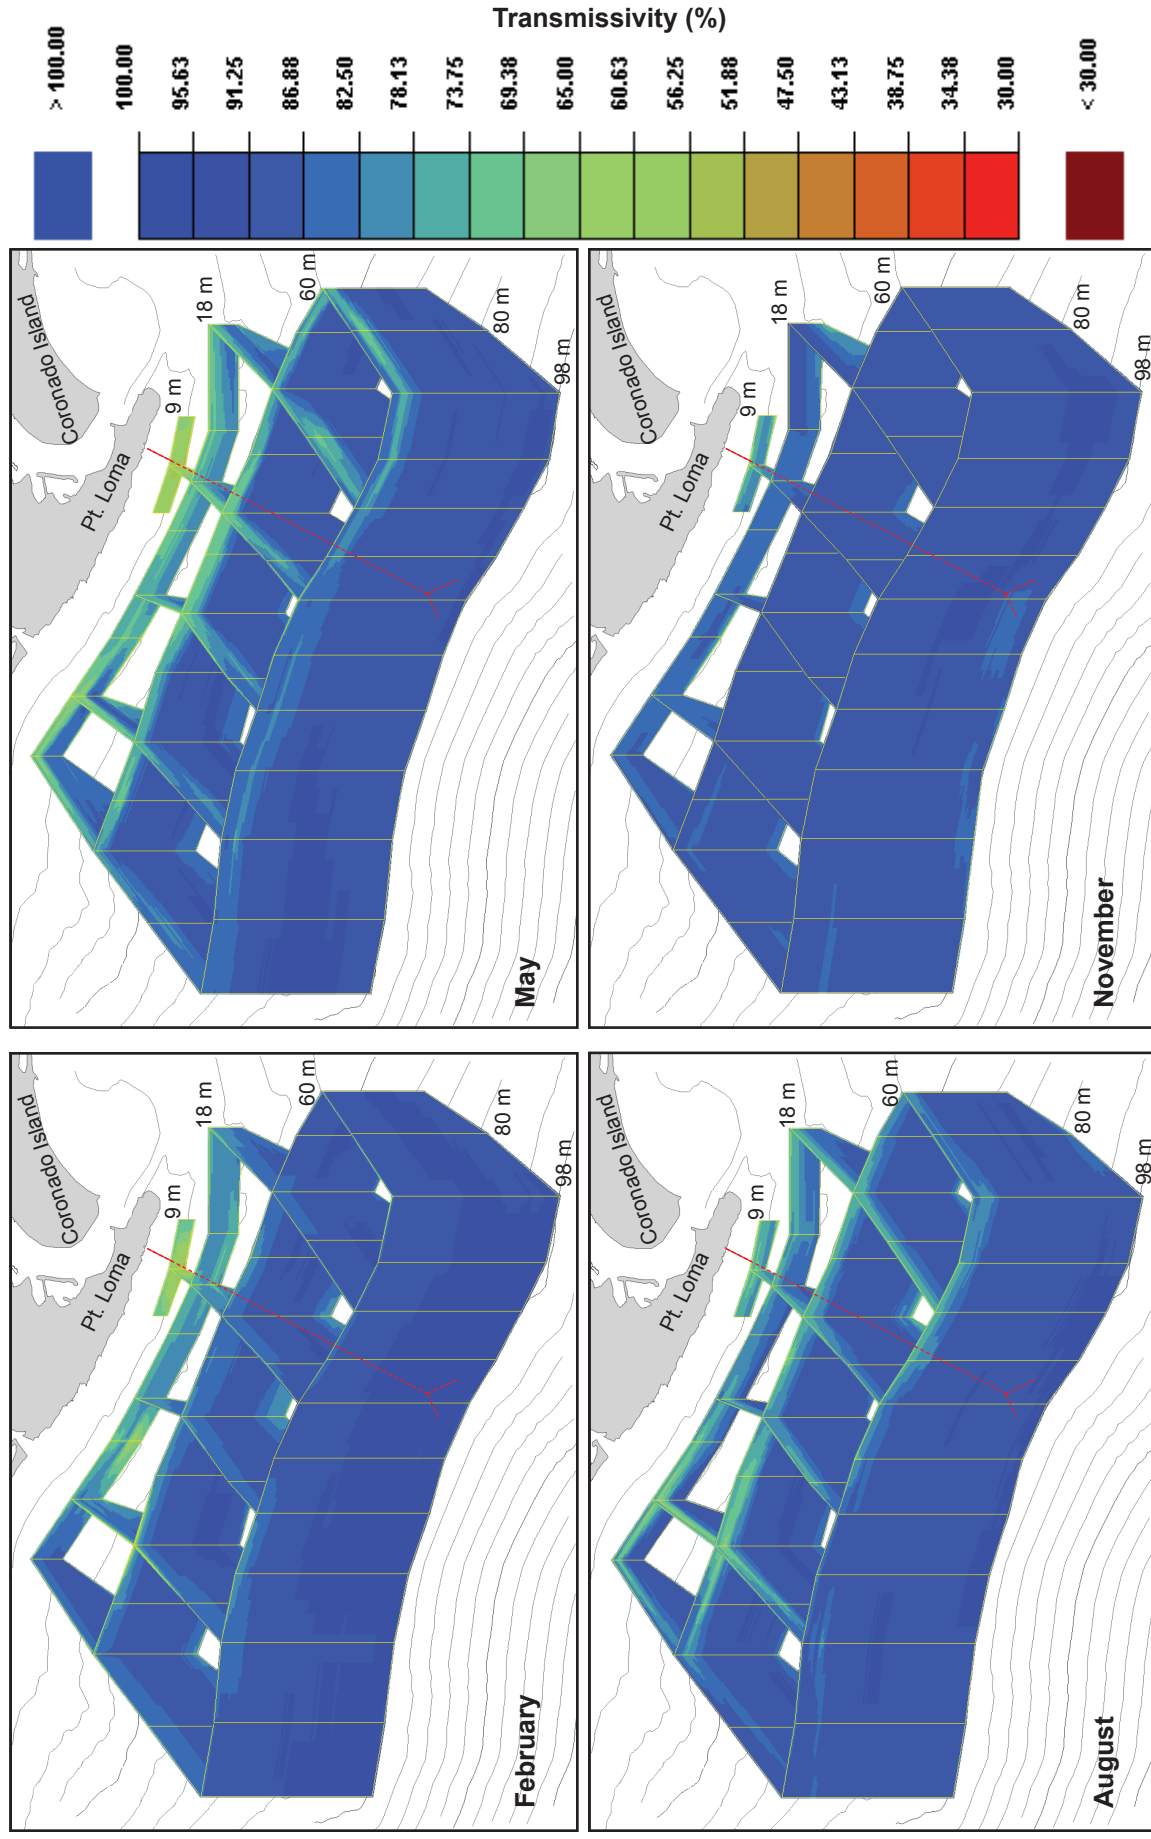 Transmissivity (%)
> 100.00
100.00
95.63
91.25
86.88
82.50
78.13
73.75
69.38
65.00
60.63
56.25
51.88
47.50
43.13
38.75
34.38
30.00
< 30.00
Coronado Island
Pt. Loma
9 m
18 m
60 m
80 m
98 m
May
Coronado Island
Pt. Loma
9 m
18 m
60 m
80 m
98 m
November
Coronado Island
Pt. Loma
9 m
18 m
60 m
80 m
98 m
February
Coronado Island
Pt. Loma
9 m
18 m
60 m
80 m
98 m
August